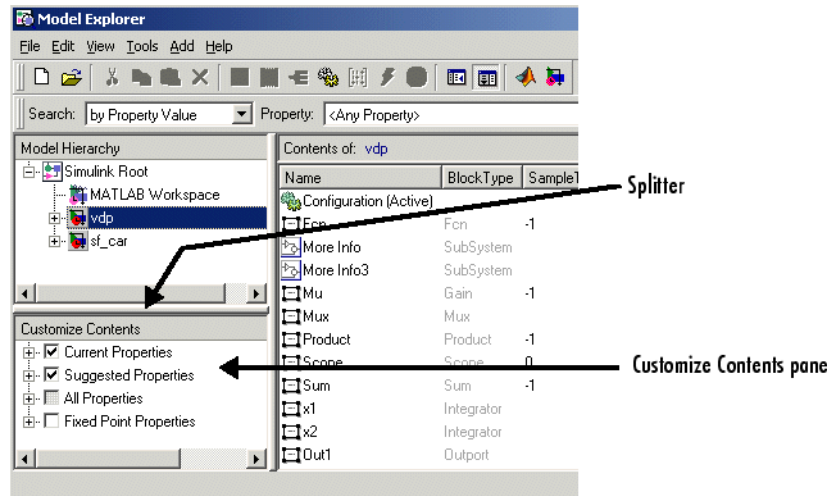 Model Explorer
File Edit View Tools Add Help
Search: by Property Value Property: <Any Property>
Model Hierarchy
Simulink Root
MATLAB Workspace
vdp
sf_car
Contents of: vdp
Name BlockType
Configuration (Active)
Fcn Fcn -1
More Info SubSystem
More Info3 SubSystem
Mu Gain -1
Mux Mux
Product Product -1
Scope Scope 0
Sum Sum -1
x1 Integrator
x2 Integrator
Out1 Outport
Customize Contents
Current Properties
Suggested Properties
All Properties
Fixed Point Properties
Splitter
Customize Contents pane